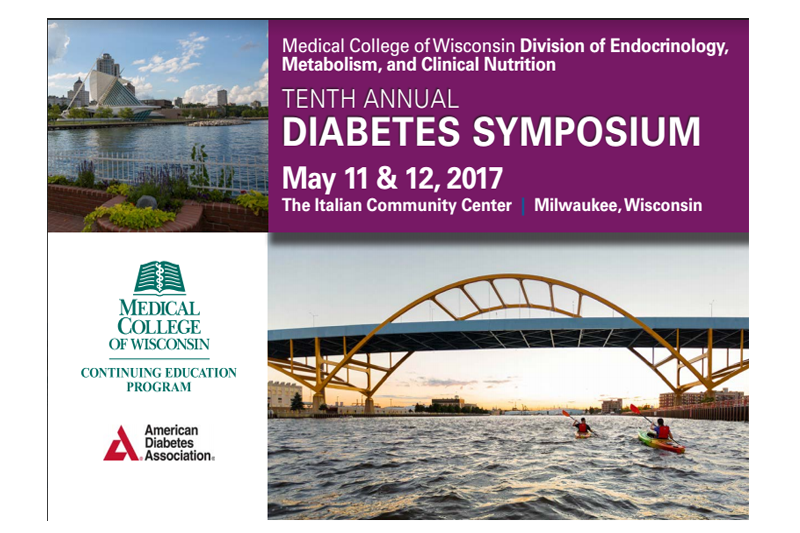 Medical College of Wisconsin Division of Endocrinology,
Metabolism, and Clinical Nutrition
TENTH ANNUAL
DIABETES SYMPOSIUM
May 11 & 12, 2017
The Italian Community Center | Milwaukee, Wisconsin
MEDICAL
COLLEGE
OF WISCONSIN
CONTINUING EDUCATION
PROGRAM
American
Diabetes
Association®